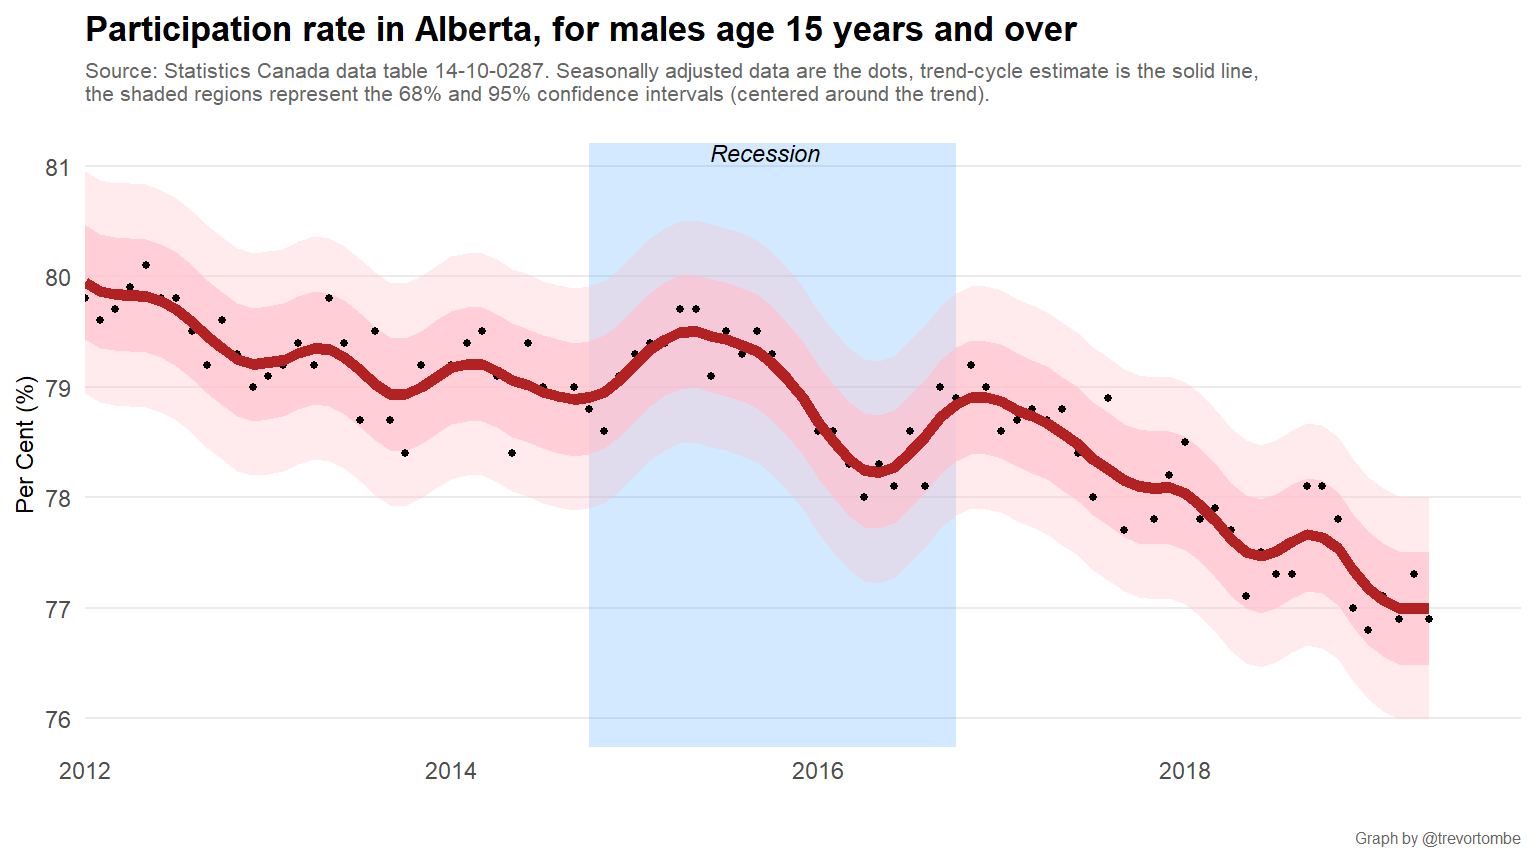 Participation rate in Alberta, for males age 15 years and over
Source: Statistics Canada data table 14-10-0287. Seasonally adjusted data are the dots, trend-cycle estimate is the solid line,
the shaded regions represent the 68% and 95% confidence intervals (centered around the trend).
Recession
81
80
79
78
77
76
Per Cent (%)
2012 2014 2016 2018
Graph by @trevortombe